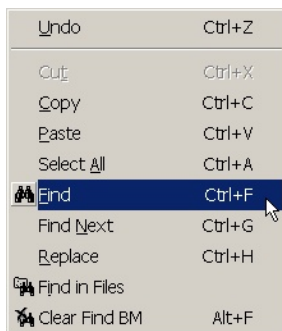 Undo Ctrl+Z
Cut Ctrl+X
Copy Ctrl+C
Paste Ctrl+V
Select All Ctrl+A
Find Ctrl+F
Find Next Ctrl+G
Replace Ctrl+H
Find in Files
Clear Find BM Alt+F